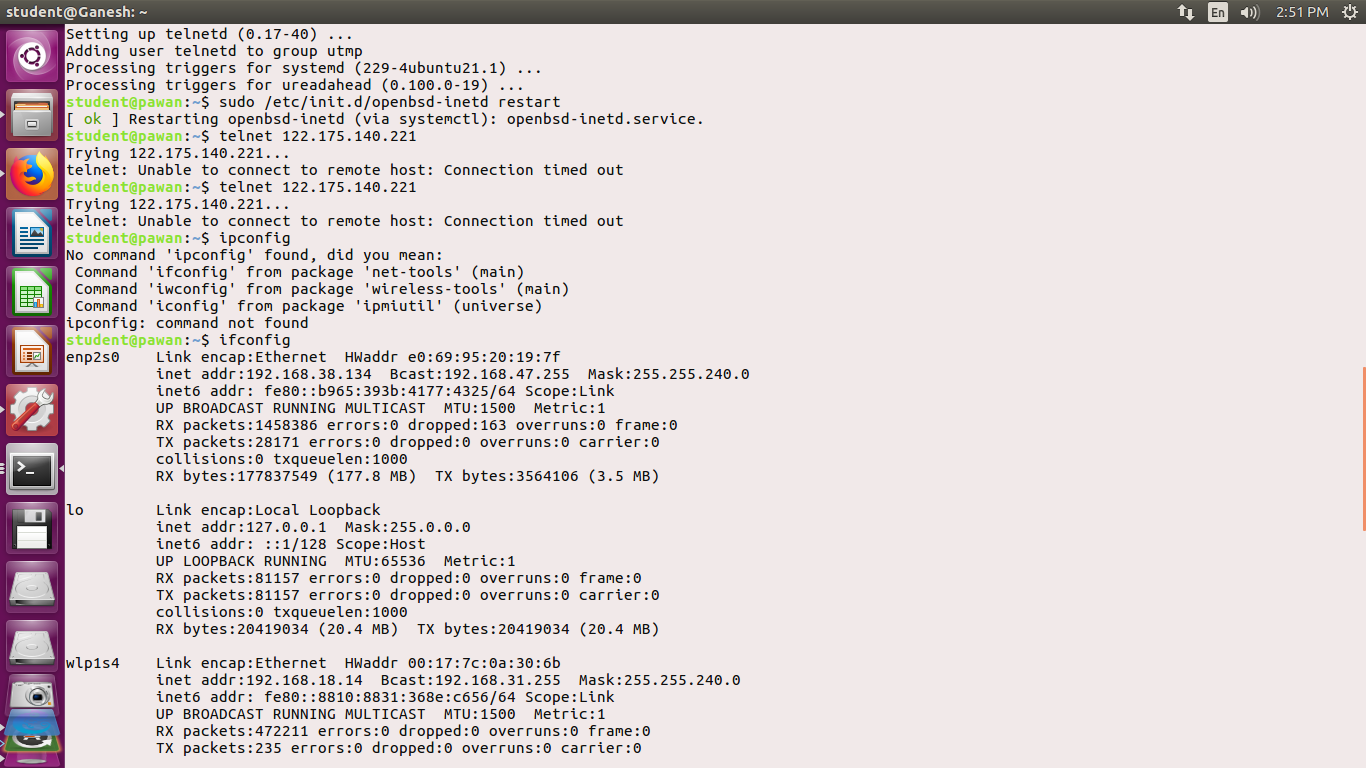 student@Ganesh: ~
En
2:51 PM
Setting up telnetd (0.17-40) ...
Adding user telnetd to group utmp
Processing triggers for systemd (229-4ubuntu21.1) ...
Processing triggers for ureadahead (0.100.0-19) ...
student@pawan:~$ sudo /etc/init.d/openbsd-inetd restart
[ ok ] Restarting openbsd-inetd (via systemctl): openbsd-inetd.service.
student@pawan:~$ telnet 122.175.140.221
Trying 122.175.140.221...
telnet: Unable to connect to remote host: Connection timed out
student@pawan:~$ telnet 122.175.140.221
Trying 122.175.140.221...
telnet: Unable to connect to remote host: Connection timed out
student@pawan:~$ ipconfig
No command 'ipconfig' found, did you mean:
 Command 'ifconfig' from package 'net-tools' (main)
 Command 'iwconfig' from package 'wireless-tools' (main)
 Command 'iconfig' from package 'ipmiutil' (universe)
ipconfig: command not found
student@pawan:~$ ifconfig
enp2s0    Link encap:Ethernet  HWaddr e0:69:95:20:19:7f
          inet addr:192.168.38.134  Bcast:192.168.47.255  Mask:255.255.240.0
          inet6 addr: fe80::b965:393b:4177:4325/64 Scope:Link
          UP BROADCAST RUNNING MULTICAST  MTU:1500  Metric:1
          RX packets:1458386 errors:0 dropped:163 overruns:0 frame:0
          TX packets:28171 errors:0 dropped:0 overruns:0 carrier:0
          collisions:0 txqueuelen:1000
          RX bytes:177837549 (177.8 MB)  TX bytes:3564106 (3.5 MB)
lo        Link encap:Local Loopback
          inet addr:127.0.0.1  Mask:255.0.0.0
          inet6 addr: ::1/128 Scope:Host
          UP LOOPBACK RUNNING  MTU:65536  Metric:1
          RX packets:81157 errors:0 dropped:0 overruns:0 frame:0
          TX packets:81157 errors:0 dropped:0 overruns:0 carrier:0
          collisions:0 txqueuelen:1000
          RX bytes:20419034 (20.4 MB)  TX bytes:20419034 (20.4 MB)
wlp1s4    Link encap:Ethernet  HWaddr 00:17:7c:0a:30:6b
          inet addr:192.168.18.14  Bcast:192.168.31.255  Mask:255.255.240.0
          inet6 addr: fe80::8810:8831:368e:c656/64 Scope:Link
          UP BROADCAST RUNNING MULTICAST  MTU:1500  Metric:1
          RX packets:472211 errors:0 dropped:0 overruns:0 frame:0
          TX packets:235 errors:0 dropped:0 overruns:0 carrier:0